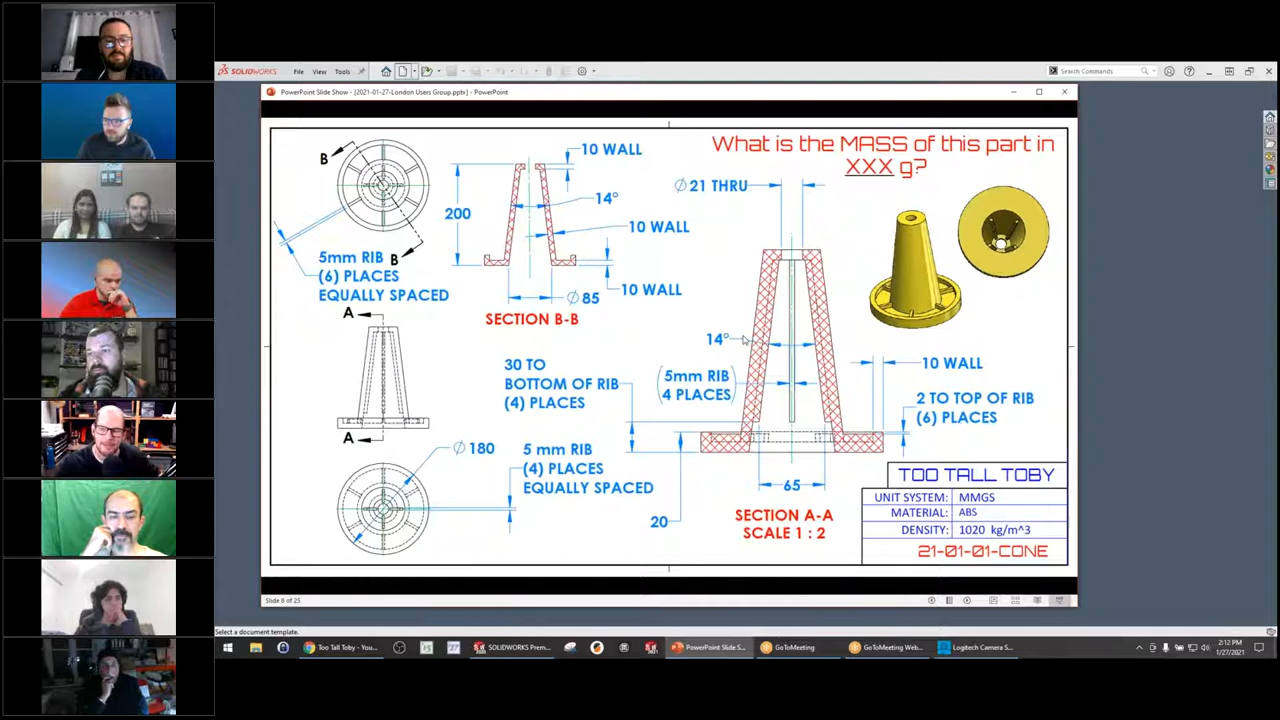 SOLIDWORKS
File View Tools
Search Commands
PowerPoint Slide Show - [2021-01-27-London Users Group.pptx] - PowerPoint
What is the MASS of this part in
XXX g?
B
B
5mm RIB
(6) PLACES
EQUALLY SPACED
10 WALL
14°
200
10 WALL
10 WALL
∅85
SECTION B-B
∅21 THRU
A
A
14°
30 TO
BOTTOM OF RIB
(4) PLACES
(5mm RIB
4 PLACES)
10 WALL
2 TO TOP OF RIB
(6) PLACES
∅180
5 mm RIB
(4) PLACES
EQUALLY SPACED
65
20
SECTION A-A
SCALE 1 : 2
TOO TALL TOBY
UNIT SYSTEM: MMGS
MATERIAL: ABS
DENSITY: 1020 kg/m^3
21-01-01-CONE
Slide 8 of 25
Select a document template.
Too Tall Toby - You...
SOLIDWORKS Prem...
PowerPoint Slide S...
GoToMeeting
GoToMeeting Web...
Logitech Camera S...
2:12 PM
1/27/2021